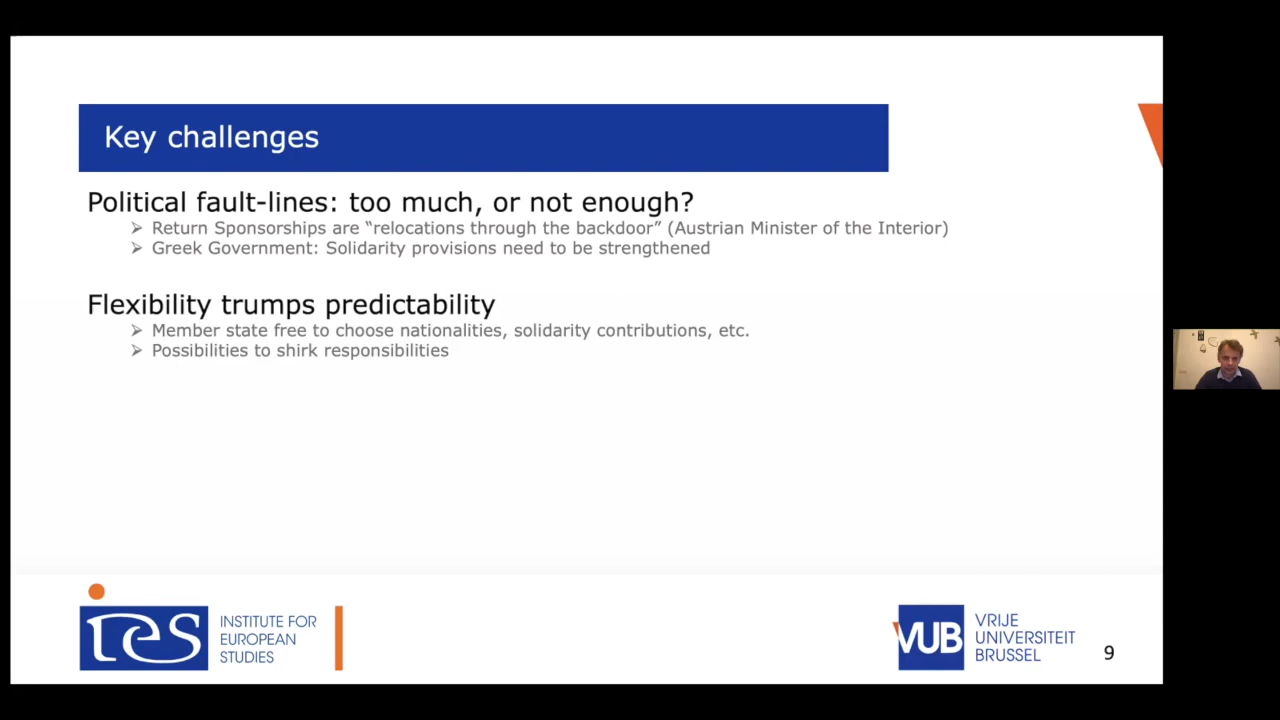 Key challenges
Political fault-lines: too much, or not enough?
➢ Return Sponsorships are “relocations through the backdoor” (Austrian Minister of the Interior)
➢ Greek Government: Solidarity provisions need to be strengthened
Flexibility trumps predictability
➢ Member state free to choose nationalities, solidarity contributions, etc.
➢ Possibilities to shirk responsibilities
ies
INSTITUTE FOR
EUROPEAN
STUDIES
VUB
VRIJE
UNIVERSITEIT
BRUSSEL
9